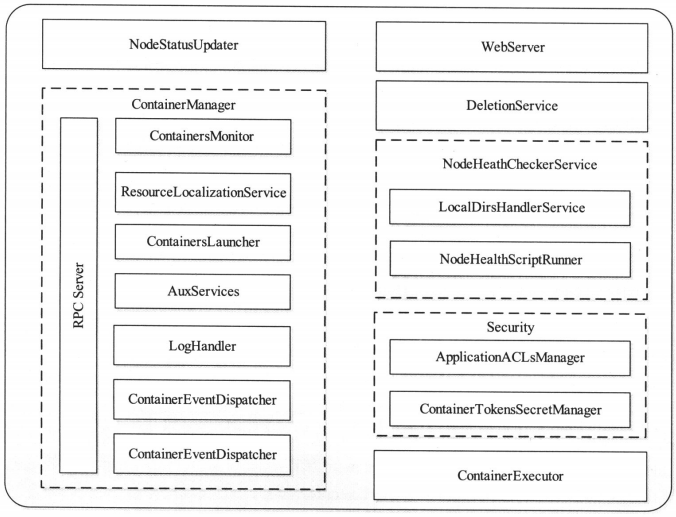 NodeStatusUpdater
ContainerManager
RPC Server
ContainersMonitor
ResourceLocalizationService
ContainersLauncher
AuxServices
LogHandler
ContainerEventDispatcher
ContainerEventDispatcher
WebServer
DeletionService
NodeHeathCheckerService
LocalDirsHandlerService
NodeHealthScriptRunner
Security
ApplicationACLsManager
ContainerTokensSecretManager
ContainerExecutor